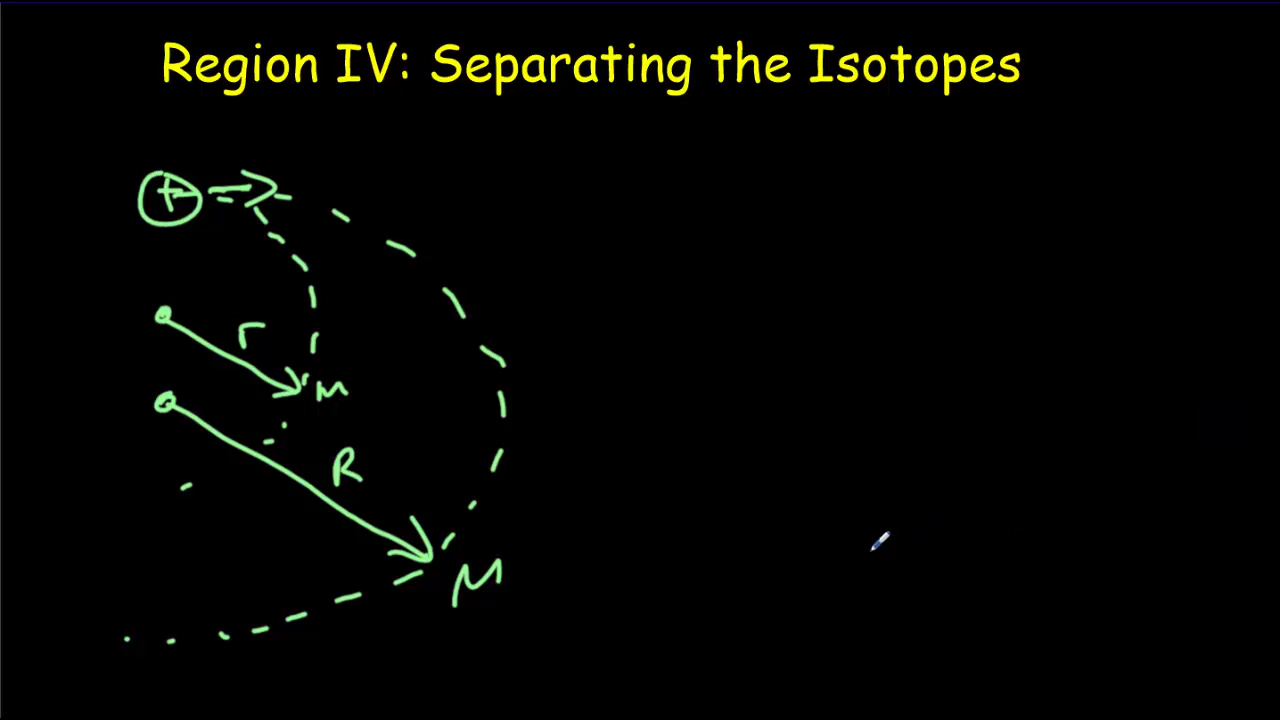 Region IV: Separating the Isotopes
+
r
m
R
M